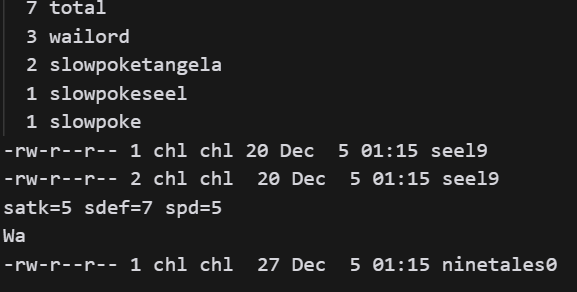 7 total
3 wailord
2 slowpoketangela
1 slowpokeseel
1 slowpoke
-rw-r--r-- 1 chl chl 20 Dec  5 01:15 seel9
-rw-r--r-- 2 chl chl  20 Dec  5 01:15 seel9
satk=5 sdef=7 spd=5
Wa
-rw-r--r-- 1 chl chl  27 Dec  5 01:15 ninetales0